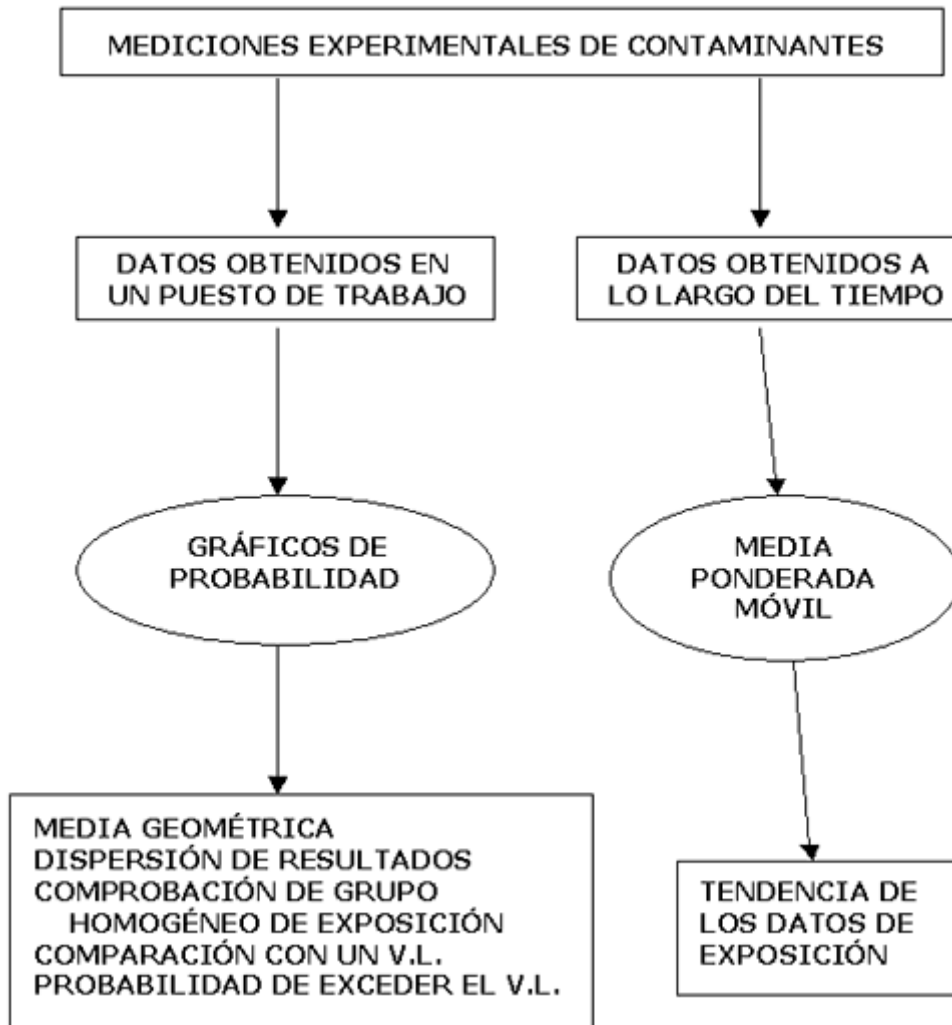 MEDICIONES EXPERIMENTALES DE CONTAMINANTES
DATOS OBTENIDOS EN
UN PUESTO DE TRABAJO
DATOS OBTENIDOS A
LO LARGO DEL TIEMPO
GRÁFICOS DE
PROBABILIDAD
MEDIA
PONDERADA
MÓVIL
MEDIA GEOMÉTRICA
DISPERSIÓN DE RESULTADOS
COMPROBACIÓN DE GRUPO
HOMOGÉNEO DE EXPOSICIÓN
COMPARACIÓN CON UN V.L.
PROBABILIDAD DE EXCEDER EL V.L.
TENDENCIA DE
LOS DATOS DE
EXPOSICIÓN